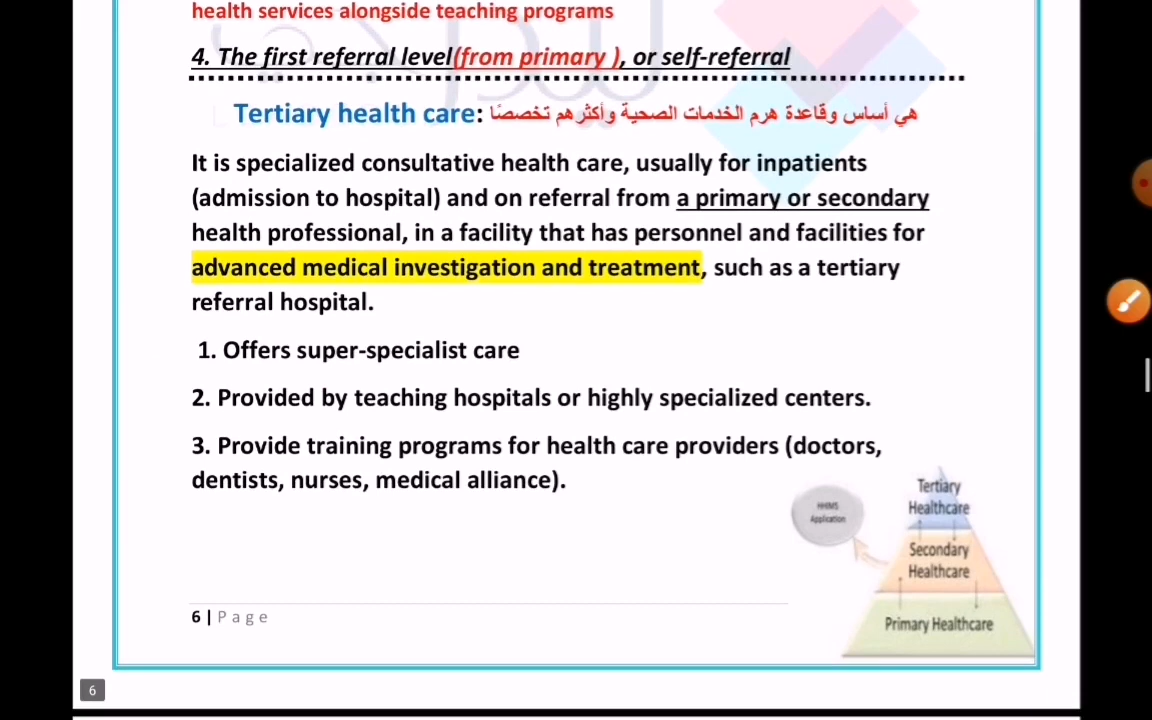 health services alongside teaching programs
4. The first referral level(from primary ), or self-referral
Tertiary health care: هي أساس وقاعدة هرم الخدمات الصحية وأكثرهم تخصصًا
It is specialized consultative health care, usually for inpatients
(admission to hospital) and on referral from a primary or secondary
health professional, in a facility that has personnel and facilities for
advanced medical investigation and treatment, such as a tertiary
referral hospital.
1. Offers super-specialist care
2. Provided by teaching hospitals or highly specialized centers.
3. Provide training programs for health care providers (doctors,
dentists, nurses, medical alliance).
Tertiary
Healthcare
Application
Secondary
Healthcare
Primary Healthcare
6 | Page
6